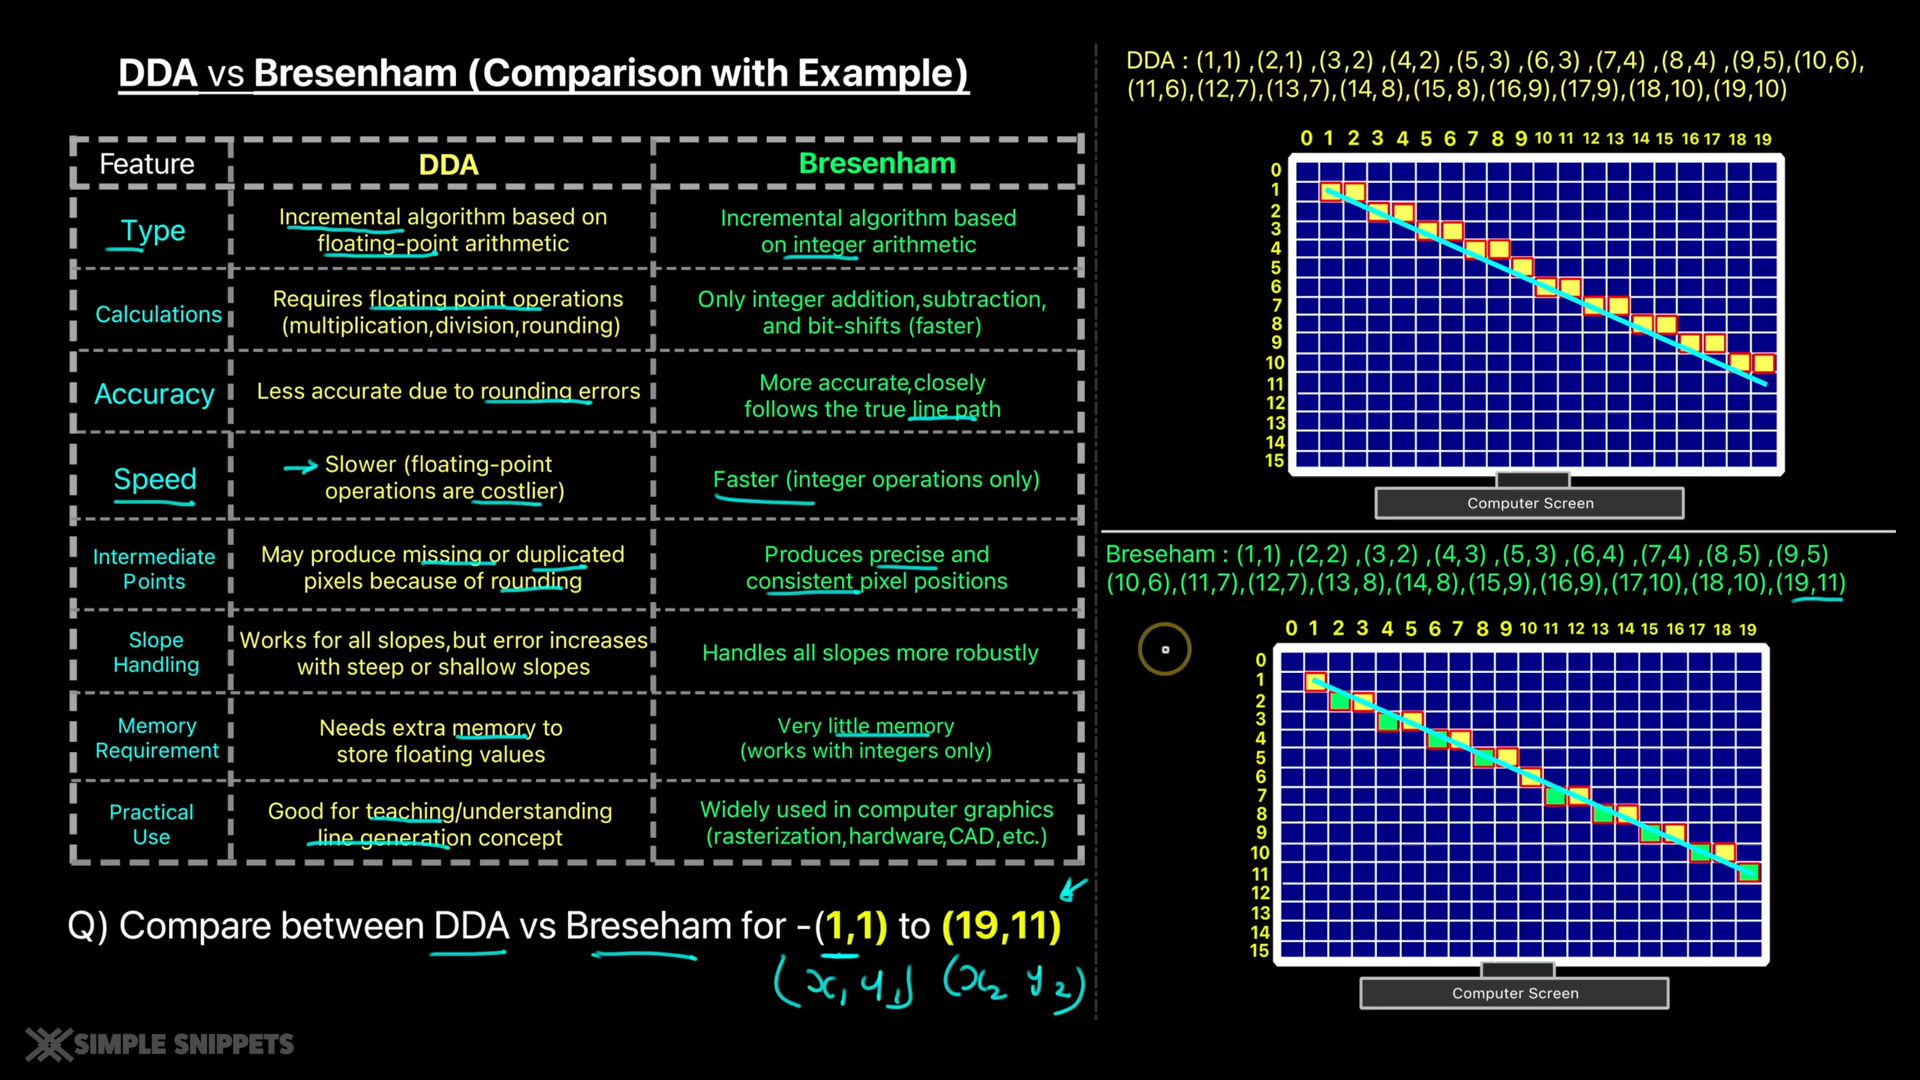 DDA vs Bresenham (Comparison with Example)
Feature DDA Bresenham
Type
Incremental algorithm based on
floating-point arithmetic
Incremental algorithm based
on integer arithmetic
Calculations
Requires floating point operations
(multiplication,division,rounding)
Only integer addition,subtraction,
and bit-shifts (faster)
Accuracy
Less accurate due to rounding errors
More accurate,closely
follows the true line path
Speed
Slower (floating-point
operations are costlier)
Faster (integer operations only)
Intermediate
Points
May produce missing or duplicated
pixels because of rounding
Produces precise and
consistent pixel positions
Slope
Handling
Works for all slopes,but error increases
with steep or shallow slopes
Handles all slopes more robustly
Memory
Requirement
Needs extra memory to
store floating values
Very little memory
(works with integers only)
Practical
Use
Good for teaching/understanding
line generation concept
Widely used in computer graphics
(rasterization,hardware,CAD,etc.)
Q) Compare between DDA vs Breseham for -(1,1) to (19,11)
(x1 y1) (x2 y2)
SIMPLE SNIPPETS
DDA : (1,1) ,(2,1) ,(3,2) ,(4,2) ,(5,3) ,(6,3) ,(7,4) ,(8,4) ,(9,5),(10,6),
(11,6),(12,7),(13,7),(14,8),(15,8),(16,9),(17,9),(18,10),(19,10)
0 1 2 3 4 5 6 7 8 9 10 11 12 13 14 15 16 17 18 19
0
1
2
3
4
5
6
7
8
9
10
11
12
13
14
15
Computer Screen
Breseham : (1,1) ,(2,2) ,(3,2) ,(4,3) ,(5,3) ,(6,4) ,(7,4) ,(8,5) ,(9,5)
(10,6),(11,7),(12,7),(13,8),(14,8),(15,9),(16,9),(17,10),(18,10),(19,11)
0 1 2 3 4 5 6 7 8 9 10 11 12 13 14 15 16 17 18 19
0
1
2
3
4
5
6
7
8
9
10
11
12
13
14
15
Computer Screen